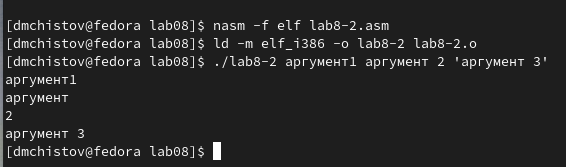 [dmchistov@fedora lab08]$ nasm -f elf lab8-2.asm
[dmchistov@fedora lab08]$ ld -m elf_i386 -o lab8-2 lab8-2.o
[dmchistov@fedora lab08]$ ./lab8-2 аргумент1 аргумент 2 'аргумент 3'
аргумент1
аргумент
2
аргумент 3
[dmchistov@fedora lab08]$